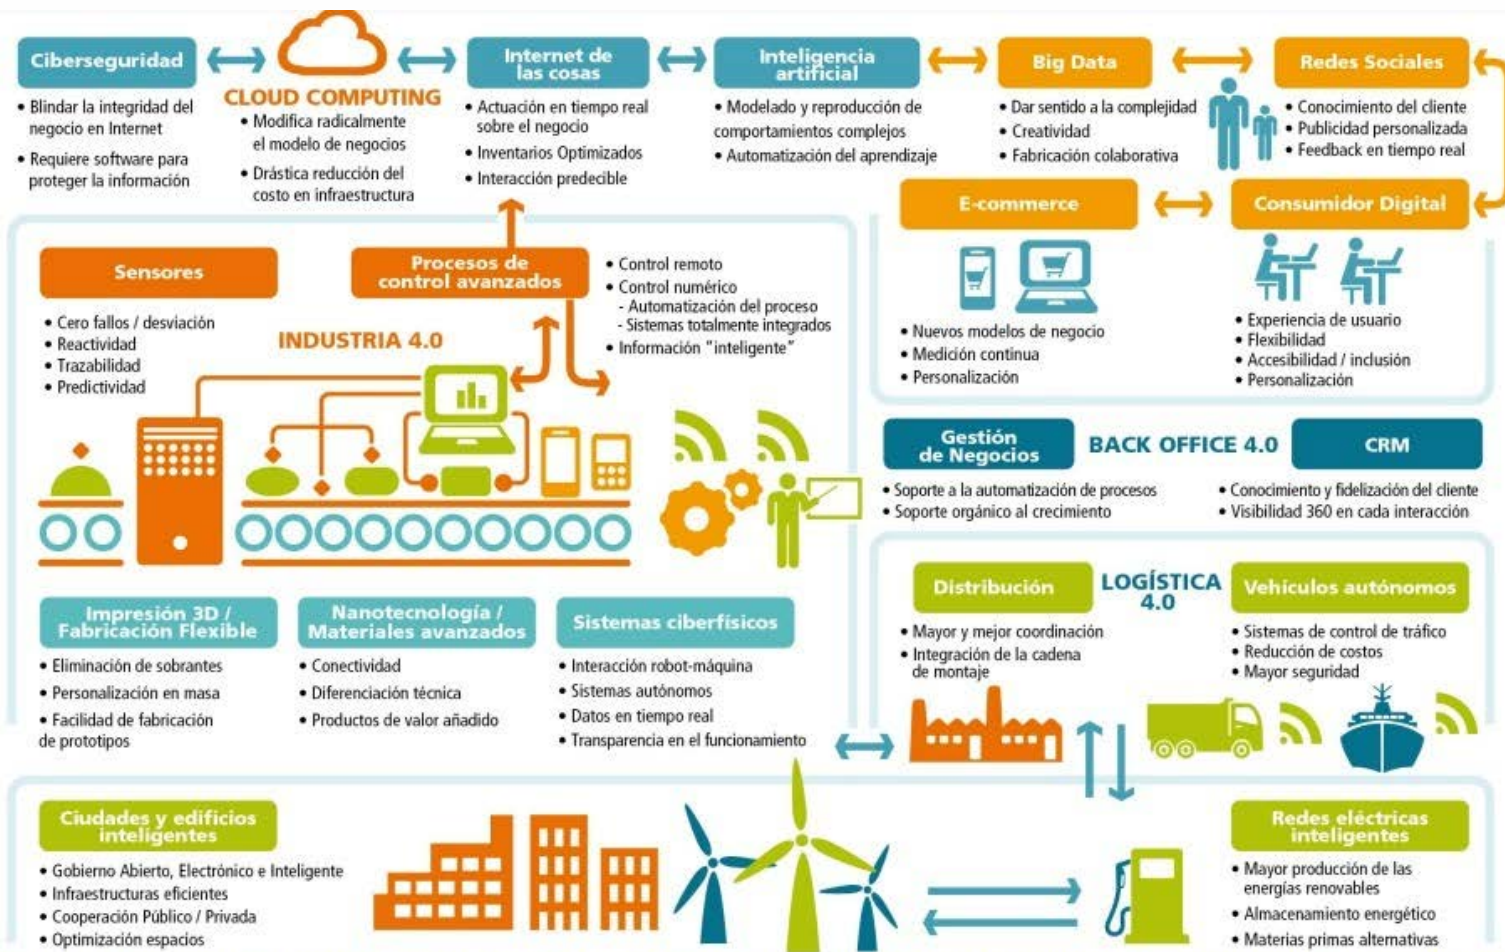 Ciberseguridad
• Blindar la integridad del
negocio en Internet
• Requiere software para
proteger la información
CLOUD COMPUTING
• Modifica radicalmente
el modelo de negocios
• Drástica reducción del
costo en infraestructura
Internet de
las cosas
• Actuación en tiempo real
sobre el negocio
• Inventarios Optimizados
• Interacción predecible
Inteligencia
artificial
• Modelado y reproducción de
comportamientos complejos
• Automatización del aprendizaje
Big Data
• Dar sentido a la complejidad
• Creatividad
• Fabricación colaborativa
Redes Sociales
• Conocimiento del cliente
• Publicidad personalizada
• Feedback en tiempo real
E-commerce
• Nuevos modelos de negocio
• Medición continua
• Personalización
Consumidor Digital
• Experiencia de usuario
• Flexibilidad
• Accesibilidad / inclusión
• Personalización
Sensores
• Cero fallos / desviación
• Reactividad
• Trazabilidad
• Predictividad
INDUSTRIA 4.0
Procesos de
control avanzados
• Control remoto
• Control numérico
- Automatización del proceso
- Sistemas totalmente integrados
• Información "inteligente"
Gestión
de Negocios
• Soporte a la automatización de procesos
• Soporte orgánico al crecimiento
BACK OFFICE 4.0
CRM
• Conocimiento y fidelización del cliente
• Visibilidad 360 en cada interacción
Impresión 3D /
Fabricación Flexible
• Eliminación de sobrantes
• Personalización en masa
• Facilidad de fabricación
de prototipos
Nanotecnología /
Materiales avanzados
• Conectividad
• Diferenciación técnica
• Productos de valor añadido
Sistemas ciberfísicos
• Interacción robot-máquina
• Sistemas autónomos
• Datos en tiempo real
• Transparencia en el funcionamiento
Distribución
• Mayor y mejor coordinación
• Integración de la cadena
de montaje
LOGÍSTICA
4.0
Vehículos autónomos
• Sistemas de control de tráfico
• Reducción de costos
• Mayor seguridad
Ciudades y edificios
inteligentes
• Gobierno Abierto, Electrónico e Inteligente
• Infraestructuras eficientes
• Cooperación Público / Privada
• Optimización espacios
Redes eléctricas
inteligentes
• Mayor producción de las
energías renovables
• Almacenamiento energético
• Materias primas alternativas